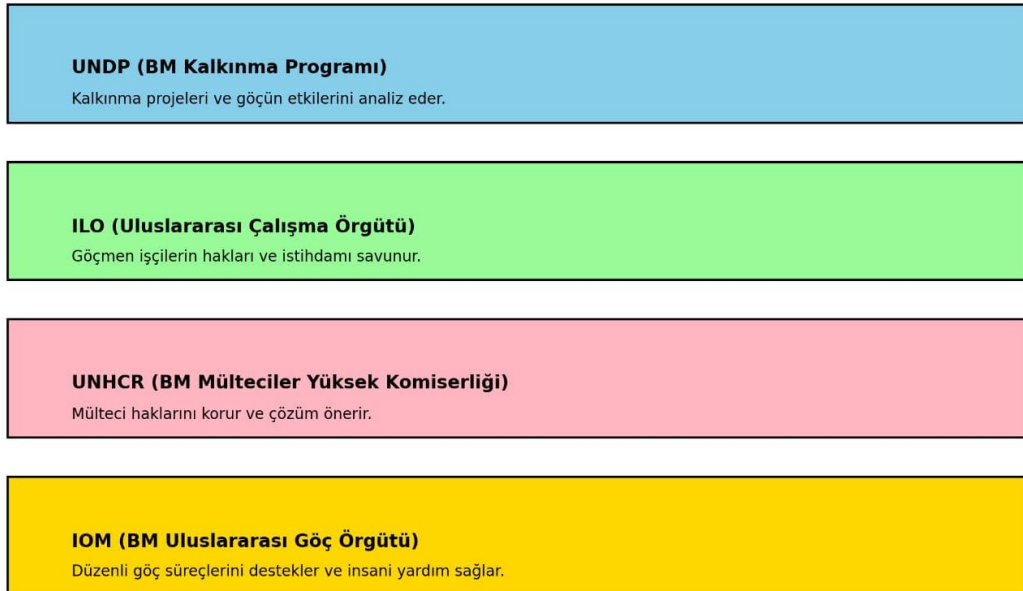 UNDP (BM Kalkınma Programı)
Kalkınma projeleri ve göçün etkilerini analiz eder.
ILO (Uluslararası Çalışma Örgütü)
Göçmen işçilerin hakları ve istihdamı savunur.
UNHCR (BM Mülteciler Yüksek Komiserliği)
Mülteci haklarını korur ve çözüm önerir.
IOM (BM Uluslararası Göç Örgütü)
Düzenli göç süreçlerini destekler ve insani yardım sağlar.